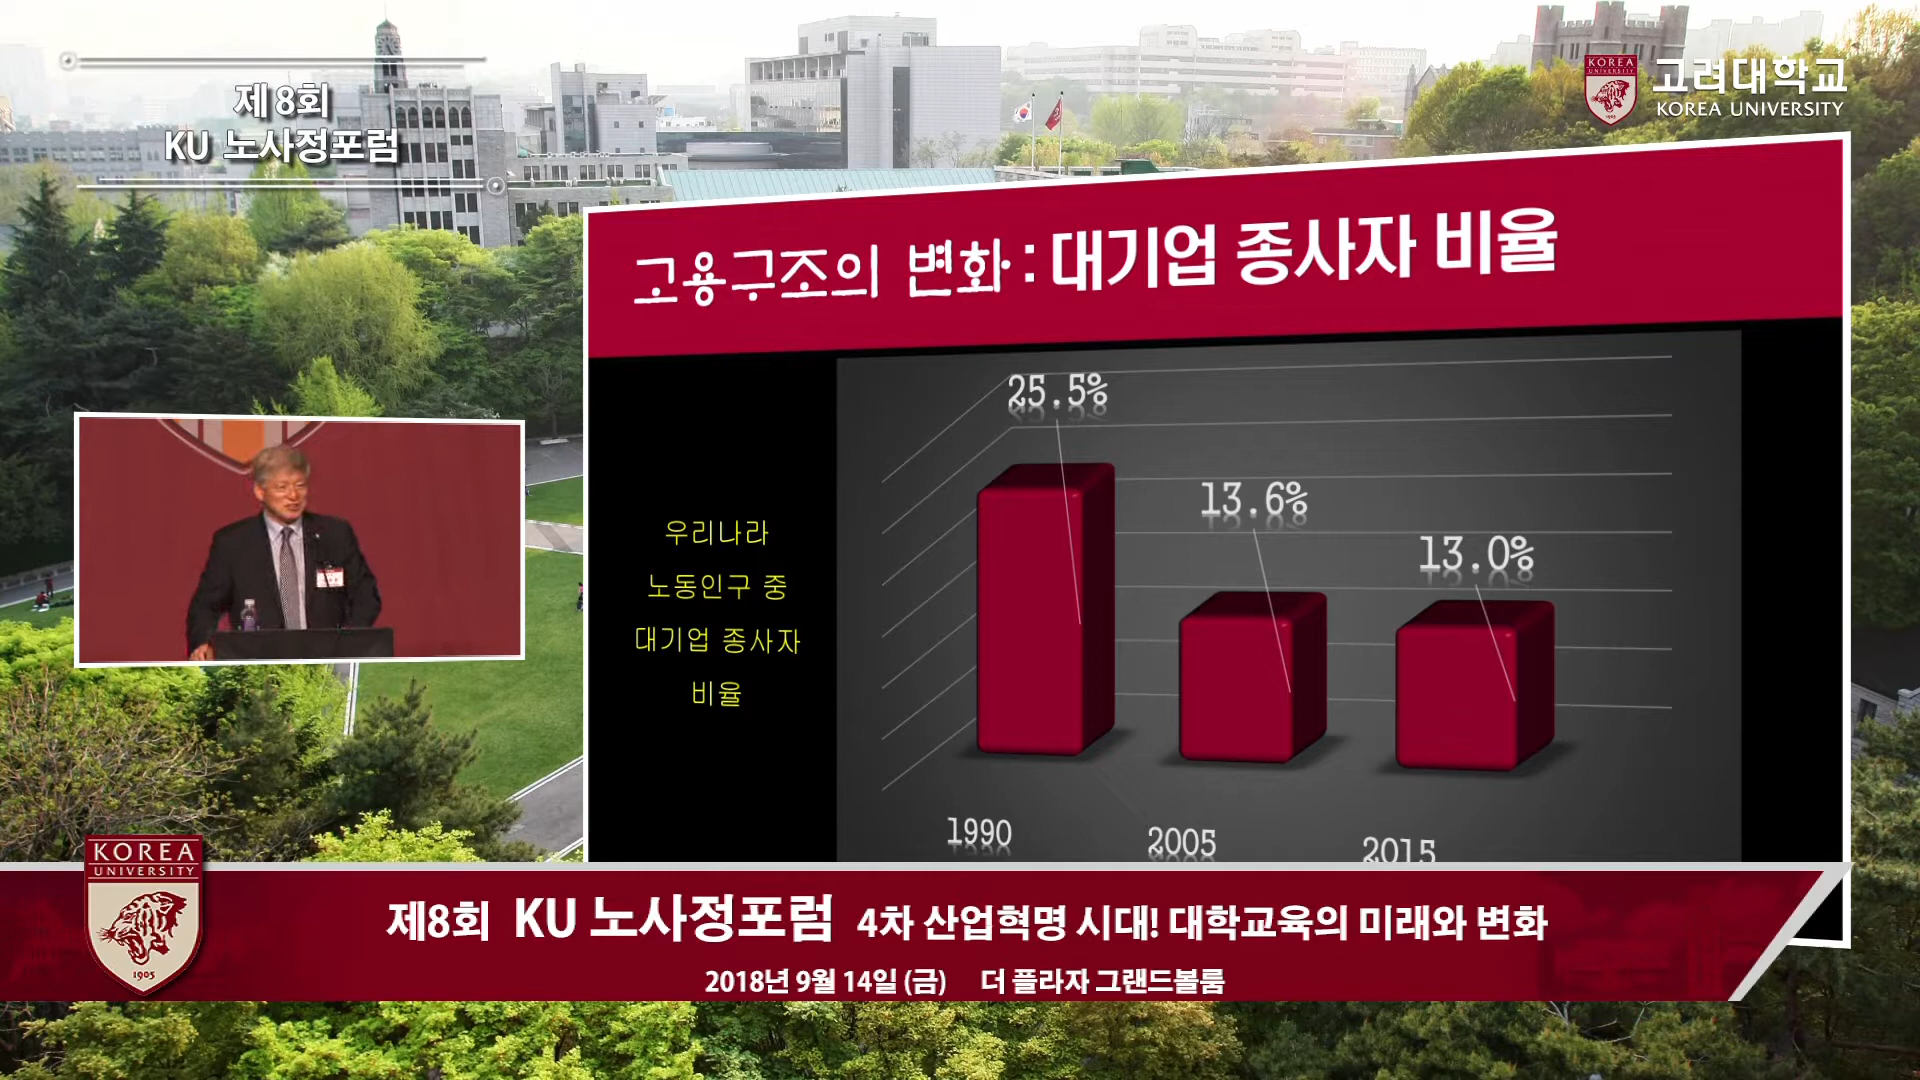 제 8회
KU 노사정포럼
KOREA
UNIVERSITY
고려대학교
KOREA UNIVERSITY
고용구조의 변화 : 대기업 종사자 비율
25.5%
13.6%
13.0%
우리나라
노동인구 중
대기업 종사자
비율
1990
2005
2015
KOREA
UNIVERSITY
1905
제8회 KU 노사정포럼 4차 산업혁명 시대! 대학교육의 미래와 변화
2018년 9월 14일 (금) 더 플라자 그랜드볼룸